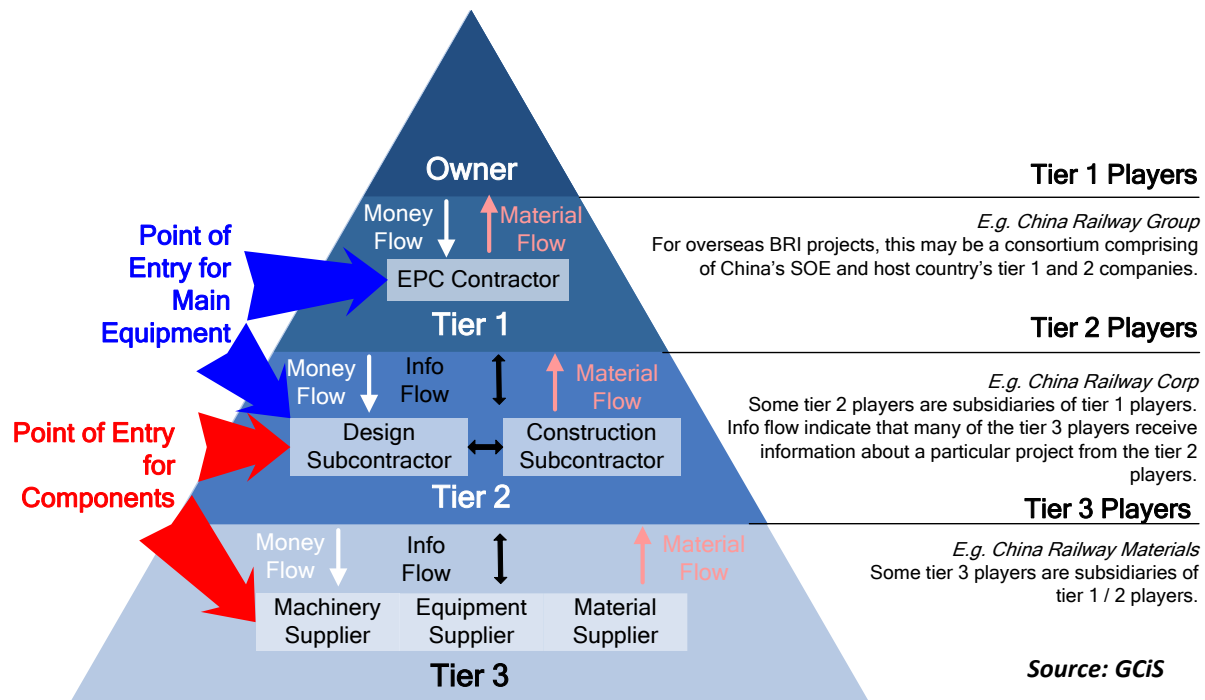 Owner
Money
Flow
Material
Flow
EPC Contractor
Tier 1
Point of
Entry for
Main
Equipment
Money
Flow
Info
Flow
Material
Flow
Design
Subcontractor
Construction
Subcontractor
Tier 2
Point of Entry
for
Components
Money
Flow
Info
Flow
Material
Flow
Machinery
Supplier
Equipment
Supplier
Material
Supplier
Tier 3
Tier 1 Players
E.g. China Railway Group
For overseas BRI projects, this may be a consortium comprising
of China's SOE and host country's tier 1 and 2 companies.
Tier 2 Players
E.g. China Railway Corp
Some tier 2 players are subsidiaries of tier 1 players.
Info flow indicate that many of the tier 3 players receive
information about a particular project from the tier 2
players.
Tier 3 Players
E.g. China Railway Materials
Some tier 3 players are subsidiaries of
tier 1 / 2 players.
Source: GCiS